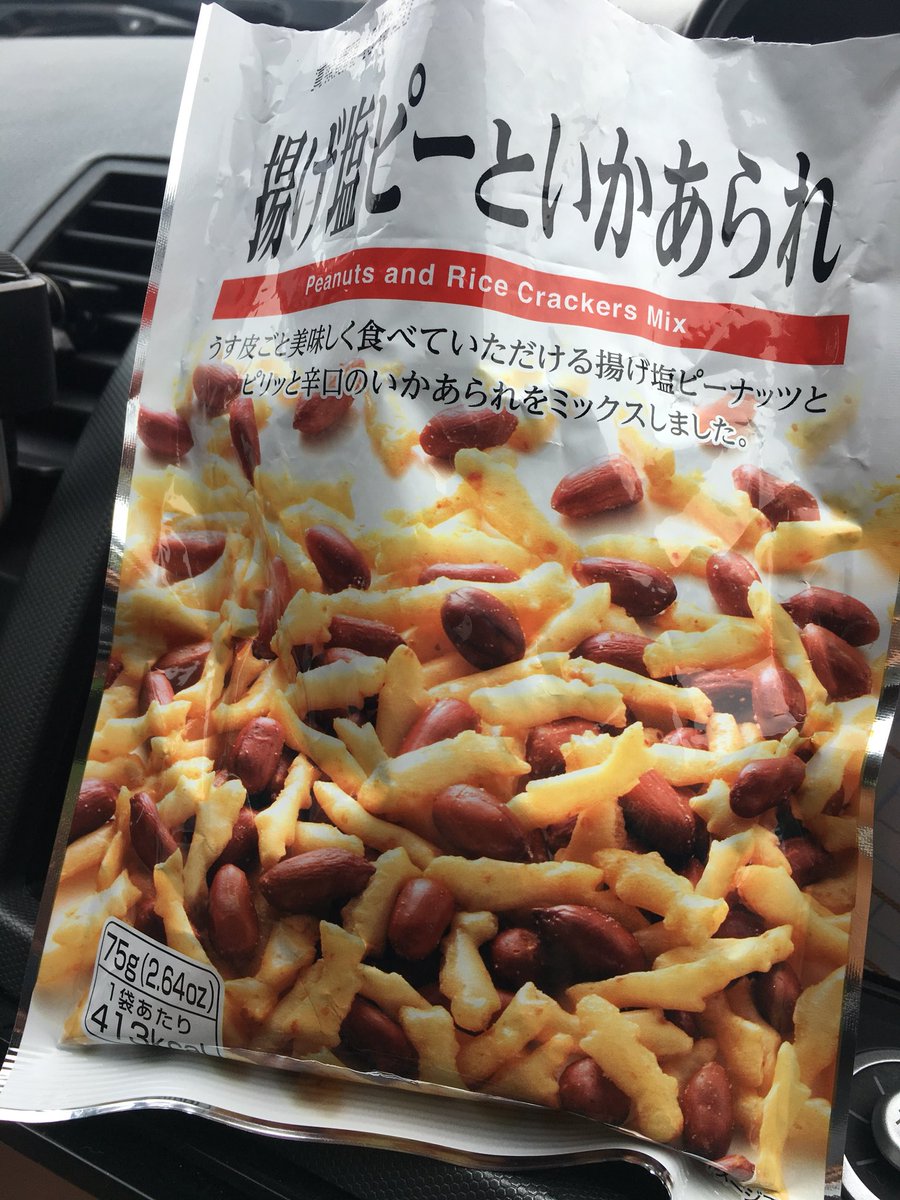 揚げ塩ピーといかあられ
Peanuts and Rice Crackers Mix
うす皮ごと美味しく食べていただける揚げ塩ピーナッツと
ピリッと辛口のいかあられをミックスしました。
75g(2.64oz)
1袋あたり
413kcal